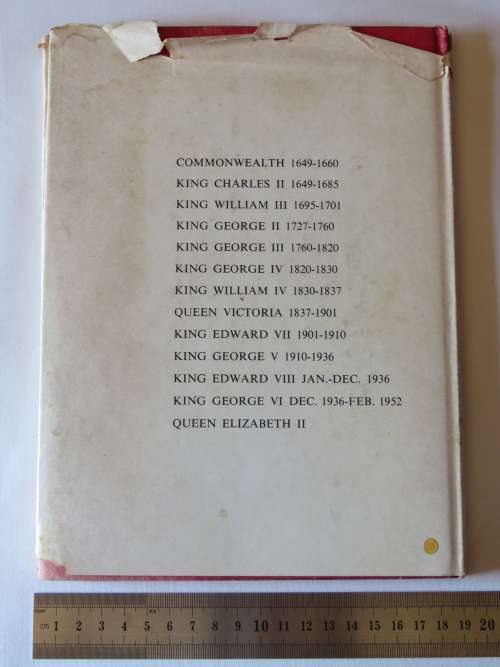 COMMONWEALTH 1649-1660
KING CHARLES II 1649-1685
KING WILLIAM III 1695-1701
KING GEORGE II 1727-1760
KING GEORGE III 1760-1820
KING GEORGE IV 1820-1830
KING WILLIAM IV 1830-1837
QUEEN VICTORIA 1837-1901
KING EDWARD VII 1901-1910
KING GEORGE V 1910-1936
KING EDWARD VIII JAN.-DEC. 1936
KING GEORGE VI DEC. 1936-FEB. 1952
QUEEN ELIZABETH II
cm 1 2 3 4 5 6 7 8 9 10 11 12 13 14 15 16 17 18 19 20